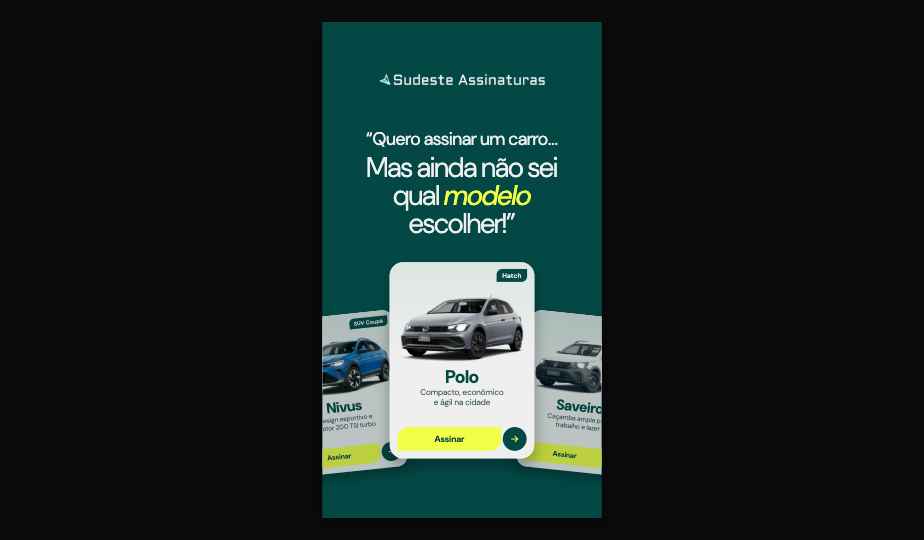 Sudeste Assinaturas
“Quero assinar um carro...
Mas ainda não sei
qual modelo
escolher!”
Hatch
Polo
Compacto, econômico
e ágil na cidade
Assinar
SUV Coupé
Nivus
esign esportivo e
otor 200 TSI turbo
Assinar
Saveiro
Caçamba ampla p
trabalho e lazer
Assinar